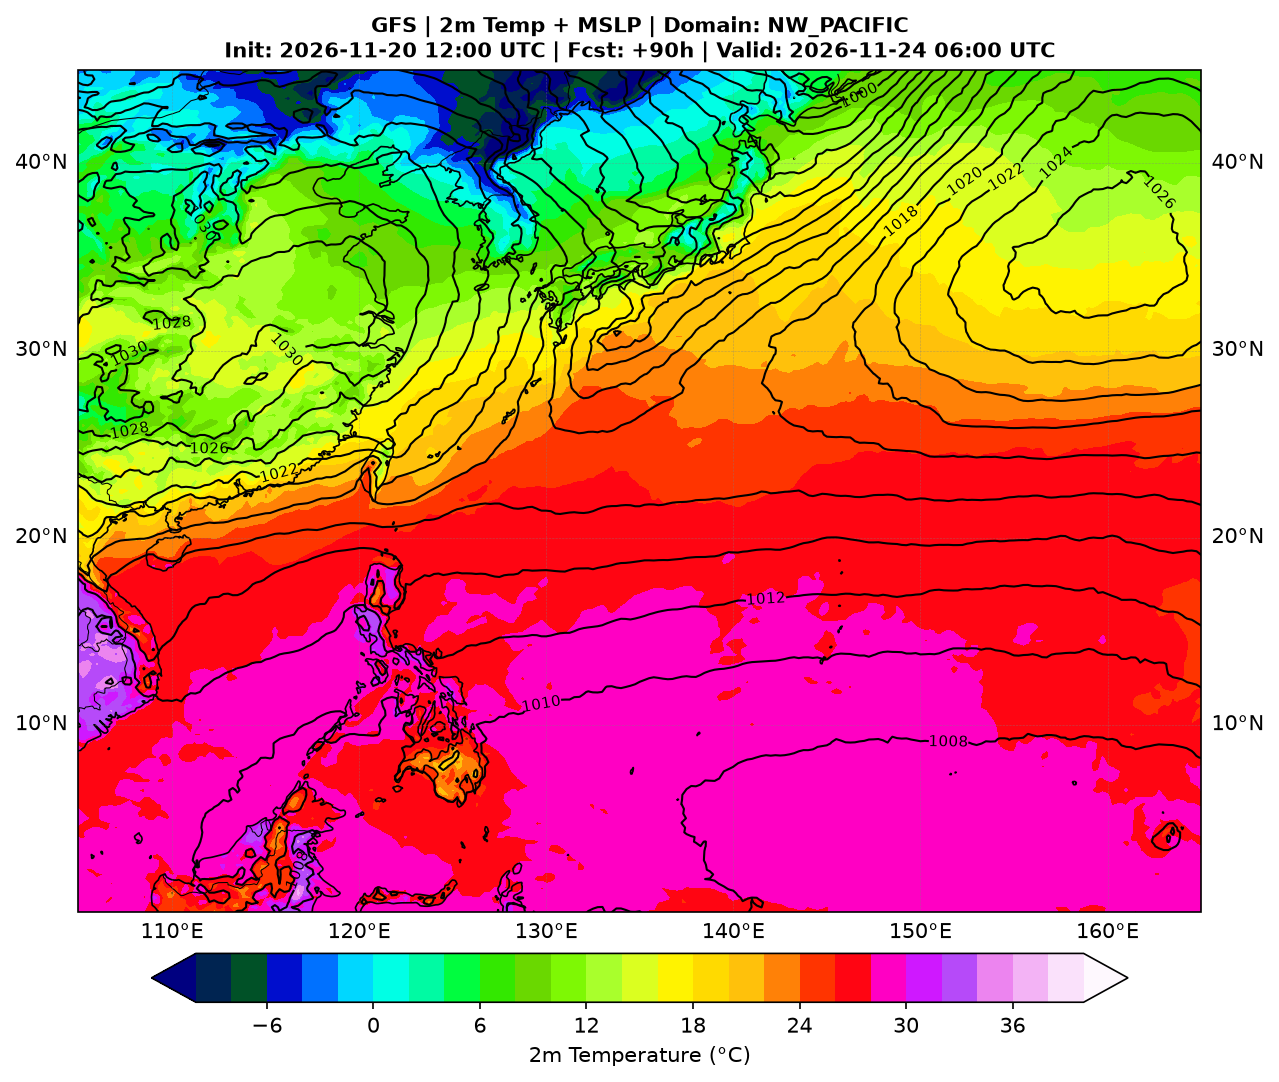 GFS | 2m Temp + MSLP | Domain: NW_PACIFIC
Init: 2026-11-20 12:00 UTC | Fcst: +90h | Valid: 2026-11-24 06:00 UTC
1000
40°N 40°N
1024
1020 1022 1026
1018
1028
1030 1030
30°N 30°N
1028
1026
1022
20°N 20°N
1012
1010
10°N 10°N
1008
110°E 120°E 130°E 140°E 150°E 160°E
−6 0 6 12 18 24 30 36
2m Temperature (°C)